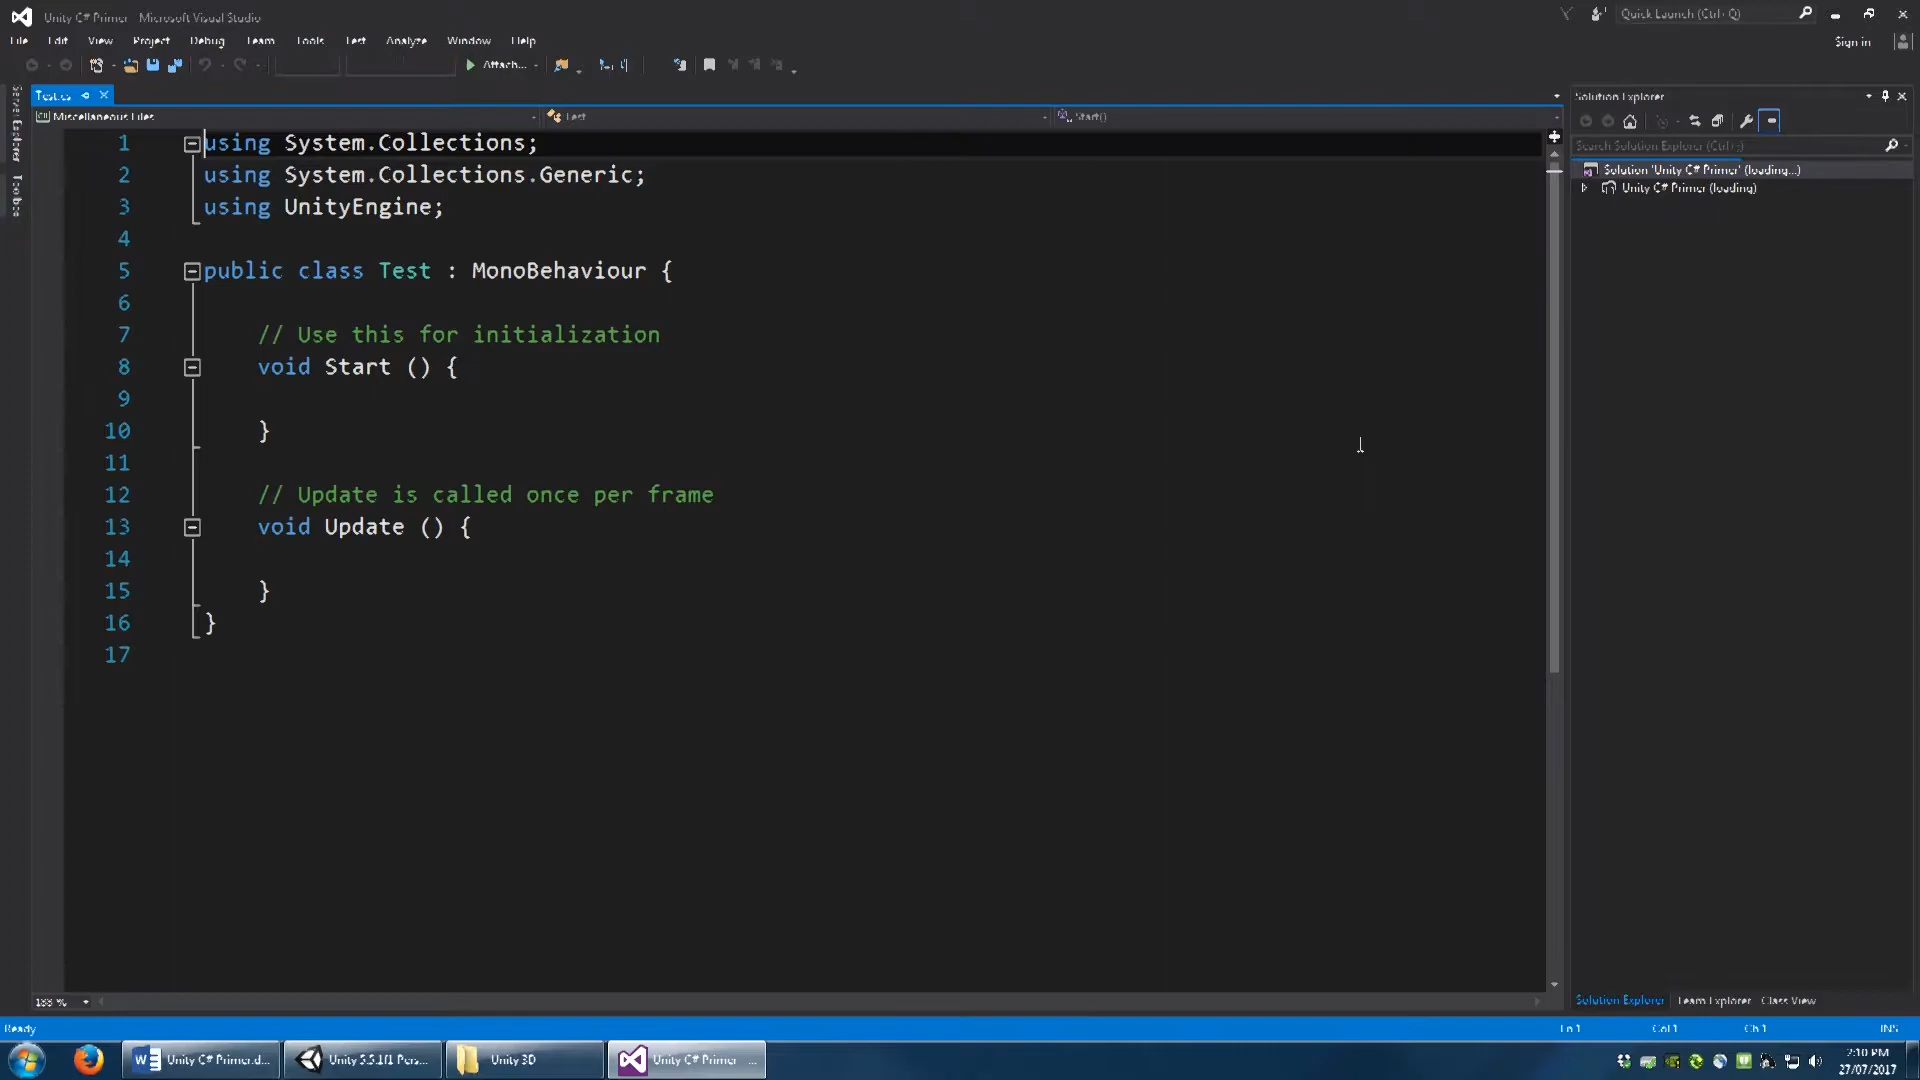 Unity C# Primer - Microsoft Visual Studio
Quick Launch (Ctrl+Q)
File Edit View Project Debug Team Tools Test Analyze Window Help
Sign in
Attach...
Server Explorer
Toolbox
Test.cs
Miscellaneous Files
Test
Start()
1 using System.Collections;
2 using System.Collections.Generic;
3 using UnityEngine;
4
5 public class Test : MonoBehaviour {
6
7 // Use this for initialization
8 void Start () {
9
10 }
11
12 // Update is called once per frame
13 void Update () {
14
15 }
16 }
17
Solution Explorer
Search Solution Explorer (Ctrl+;)
Solution 'Unity C# Primer' (loading...)
Unity C# Primer (loading)
Solution Explorer Team Explorer Class View
Ready
Ln 1 Col 1 Ch 1 INS
Unity C# Primer.d...
Unity 5.5.1f1 Pers...
Unity 3D
Unity C# Primer ...
2:10 PM
27/07/2017